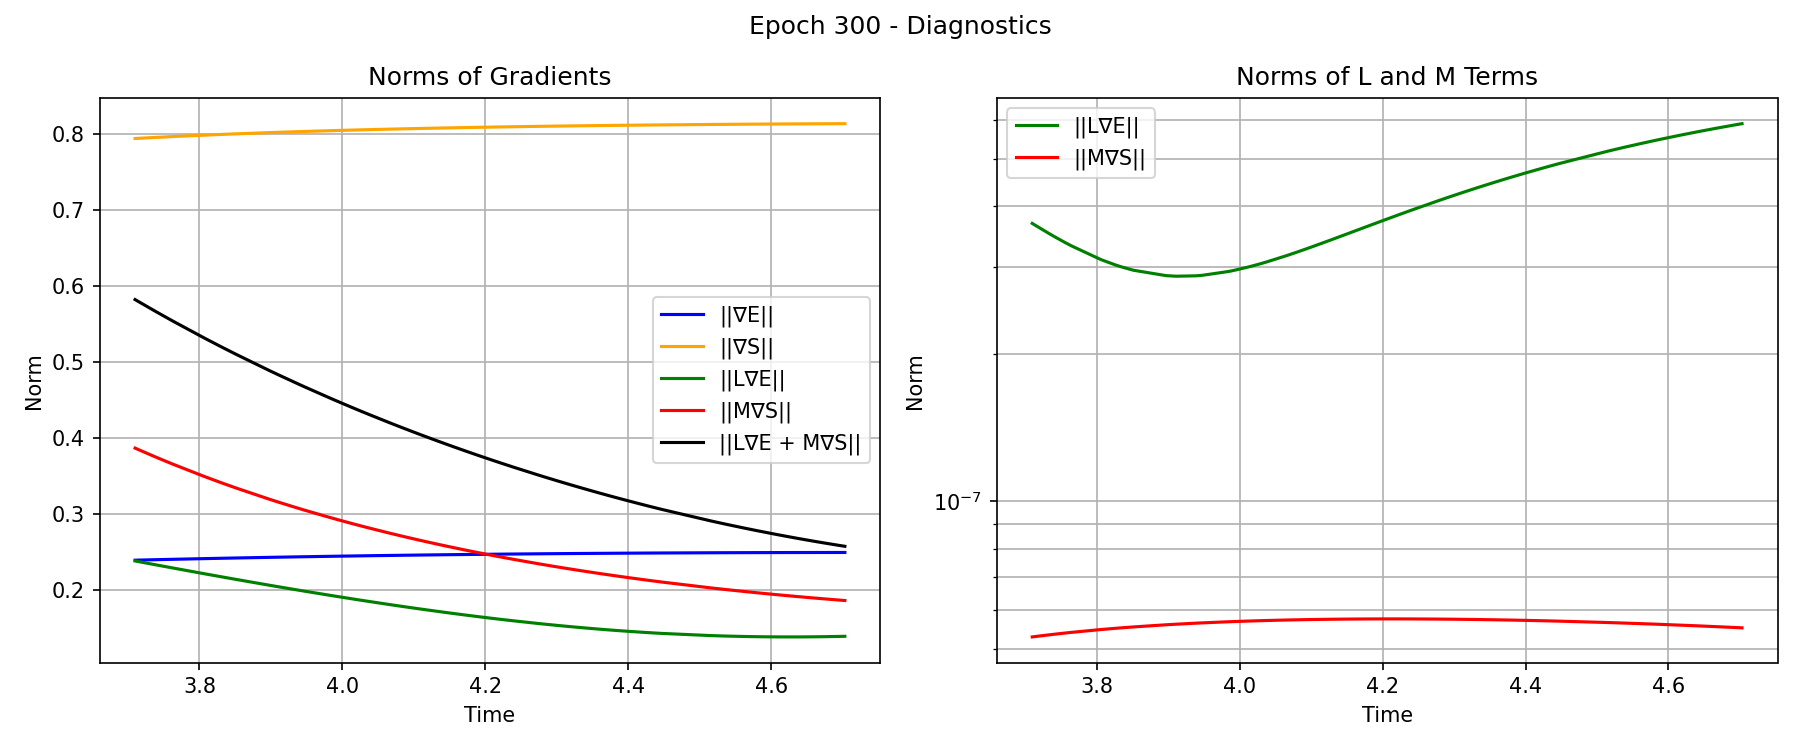 Epoch 300 - Diagnostics
Norms of Gradients
Norm
0.8
0.7
0.6
0.5
0.4
0.3
0.2
||∇E||
||∇S||
||L∇E||
||M∇S||
||L∇E + M∇S||
3.8 4.0 4.2 4.4 4.6
Time
Norms of L and M Terms
Norm
||L∇E||
||M∇S||
10⁻⁷
3.8 4.0 4.2 4.4 4.6
Time